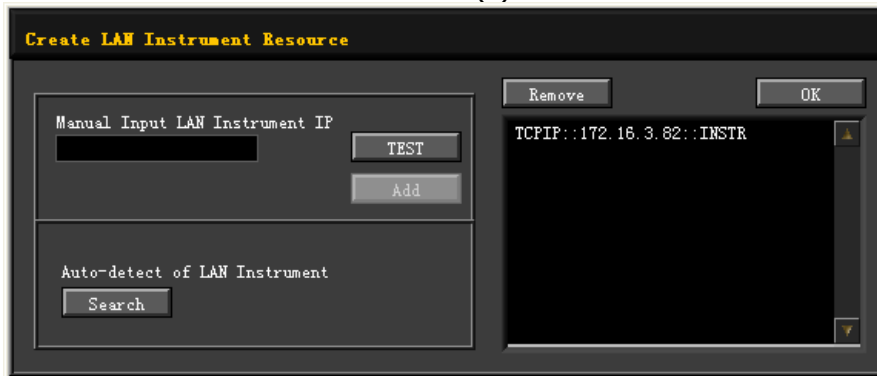 Create LAN Instrument Resource
Manual Input LAN Instrument IP
TEST
Add
Auto-detect of LAN Instrument
Search
Remove
OK
TCPIP::172.16.3.82::INSTR